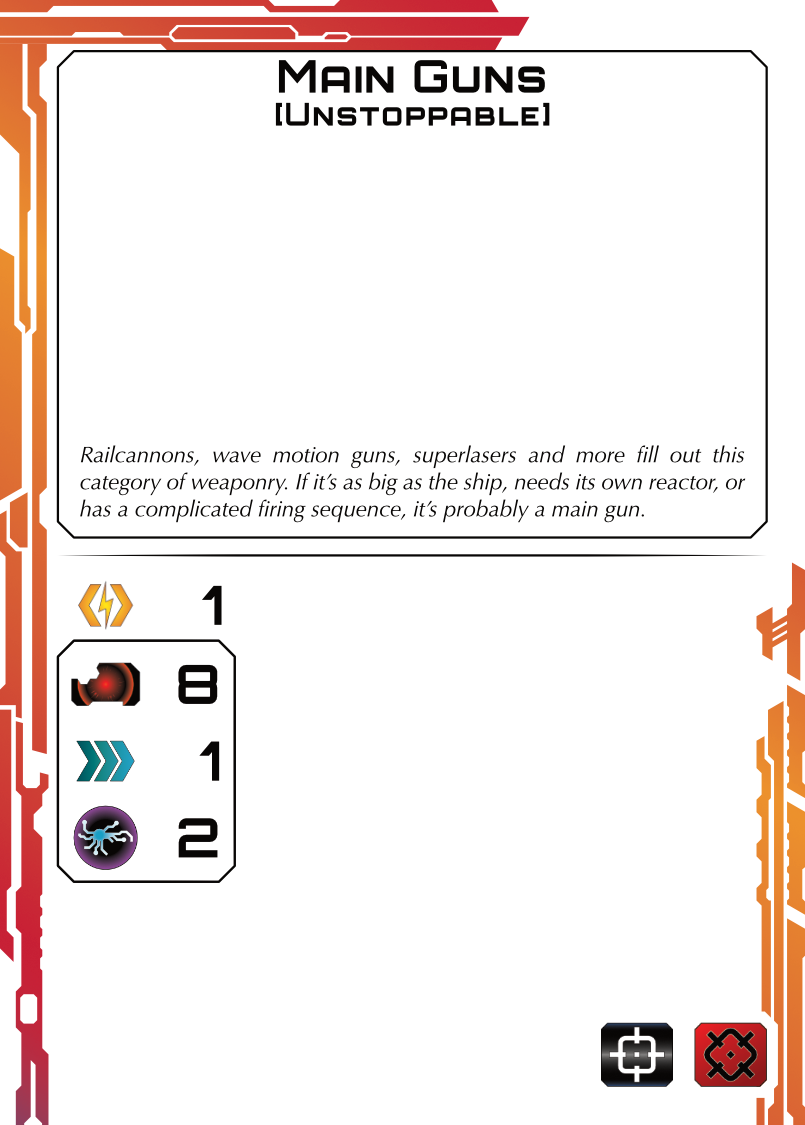 Main Guns
[Unstoppable]
Railcannons, wave motion guns, superlasers and more fill out this
category of weaponry. If it's as big as the ship, needs its own reactor, or
has a complicated firing sequence, it's probably a main gun.
1
8
1
2